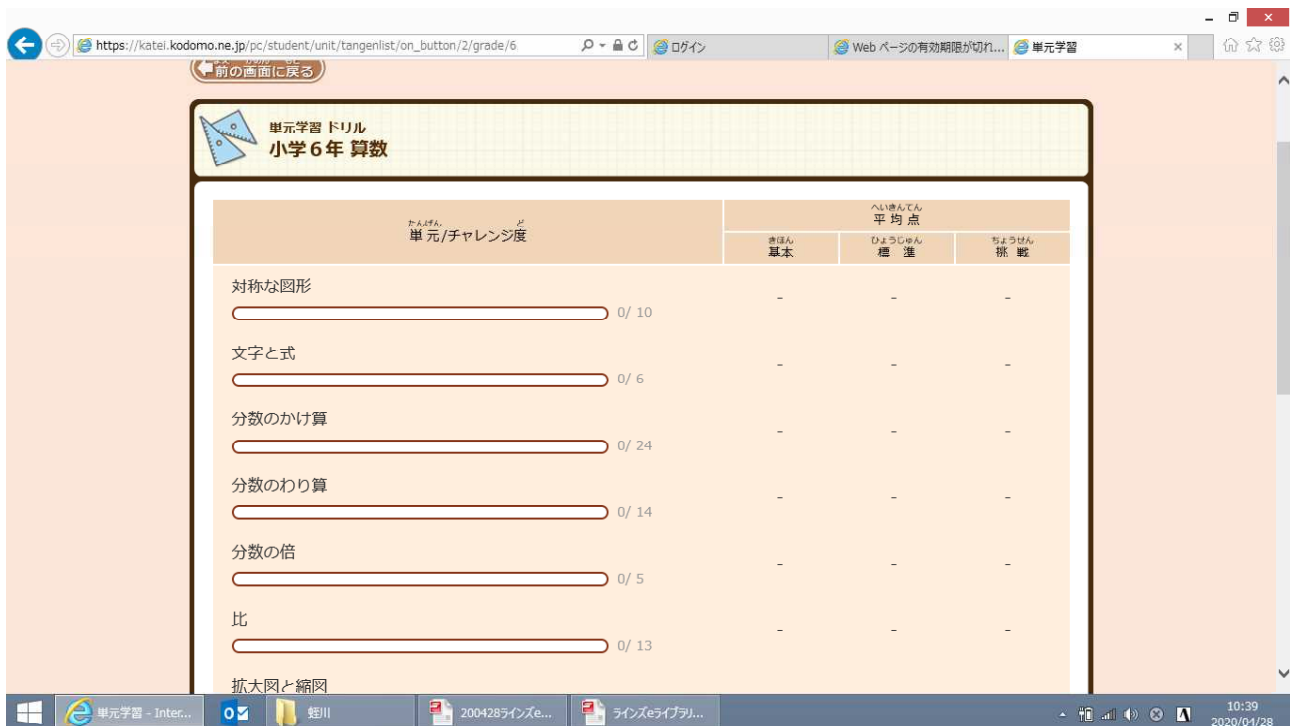 https://katei.kodomo.ne.jp/pc/student/unit/tangenlist/on_button/2/grade/6
ログイン
Web ページの有効期限が切れ...
単元学習
前の画面に戻る
単元学習 ドリル
小学6年 算数
たんげん ど
単元/チャレンジ度
へいきんてん
平均点
きほん
基本
ひょうじゅん
標準
ちょうせん
挑戦
対称な図形
0/ 10
- - -
文字と式
0/ 6
- - -
分数のかけ算
0/ 24
- - -
分数のわり算
0/ 14
- - -
分数の倍
0/ 5
- - -
比
0/ 13
- - -
拡大図と縮図
単元学習 - Inter...
蛭川
200428ラインズe...
ラインズeライブラリ...
A
10:39
2020/04/28